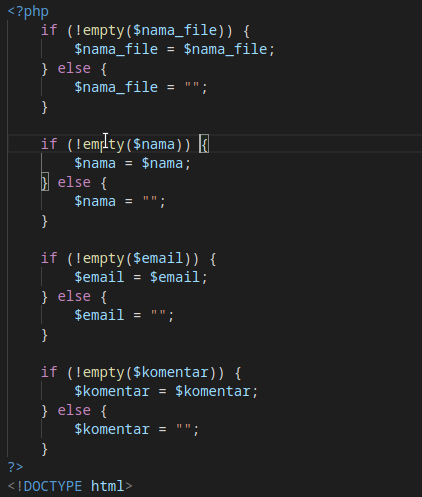 <?php
    if (!empty($nama_file)) {
        $nama_file = $nama_file;
    } else {
        $nama_file = "";
    }
    if (!empty($nama)) {
        $nama = $nama;
    } else {
        $nama = "";
    }
    if (!empty($email)) {
        $email = $email;
    } else {
        $email = "";
    }
    if (!empty($komentar)) {
        $komentar = $komentar;
    } else {
        $komentar = "";
    }
?>
<!DOCTYPE html>